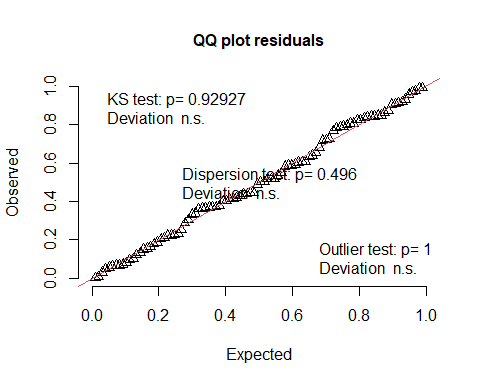 QQ plot residuals
KS test: p= 0.92927
Deviation n.s.
Dispersion test: p= 0.496
Deviation n.s.
Outlier test: p= 1
Deviation n.s.
Observed
0.0 0.2 0.4 0.6 0.8 1.0
0.0 0.2 0.4 0.6 0.8 1.0
Expected